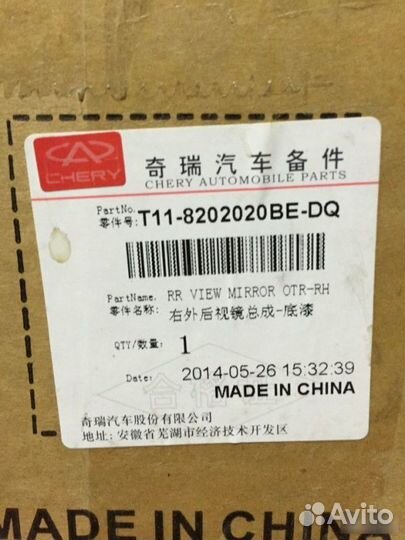 CHERY
奇瑞汽车备件
CHERY AUTOMOBILE PARTS
PartNo.
零件号: T11-8202020BE-DQ
PartName. RR VIEW MIRROR OTR-RH
零件名称: 右外后视镜总成-底漆
QTY/数量: 1
Date: 2014-05-26 15:32:39
MADE IN CHINA
合格
奇瑞汽车股份有限公司
地址: 安徽省芜湖市经济技术开发区
MADE IN CHINA
Avito